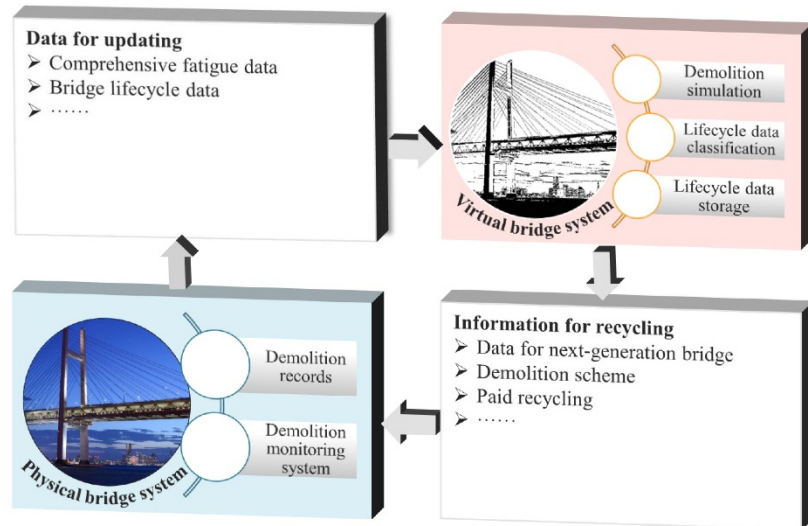 Data for updating
➢ Comprehensive fatigue data
➢ Bridge lifecycle data
➢ ······
Demolition
simulation
Lifecycle data
classification
Lifecycle data
storage
Virtual bridge system
Demolition
records
Demolition
monitoring
system
Physical bridge system
Information for recycling
➢ Data for next-generation bridge
➢ Demolition scheme
➢ Paid recycling
➢ ······